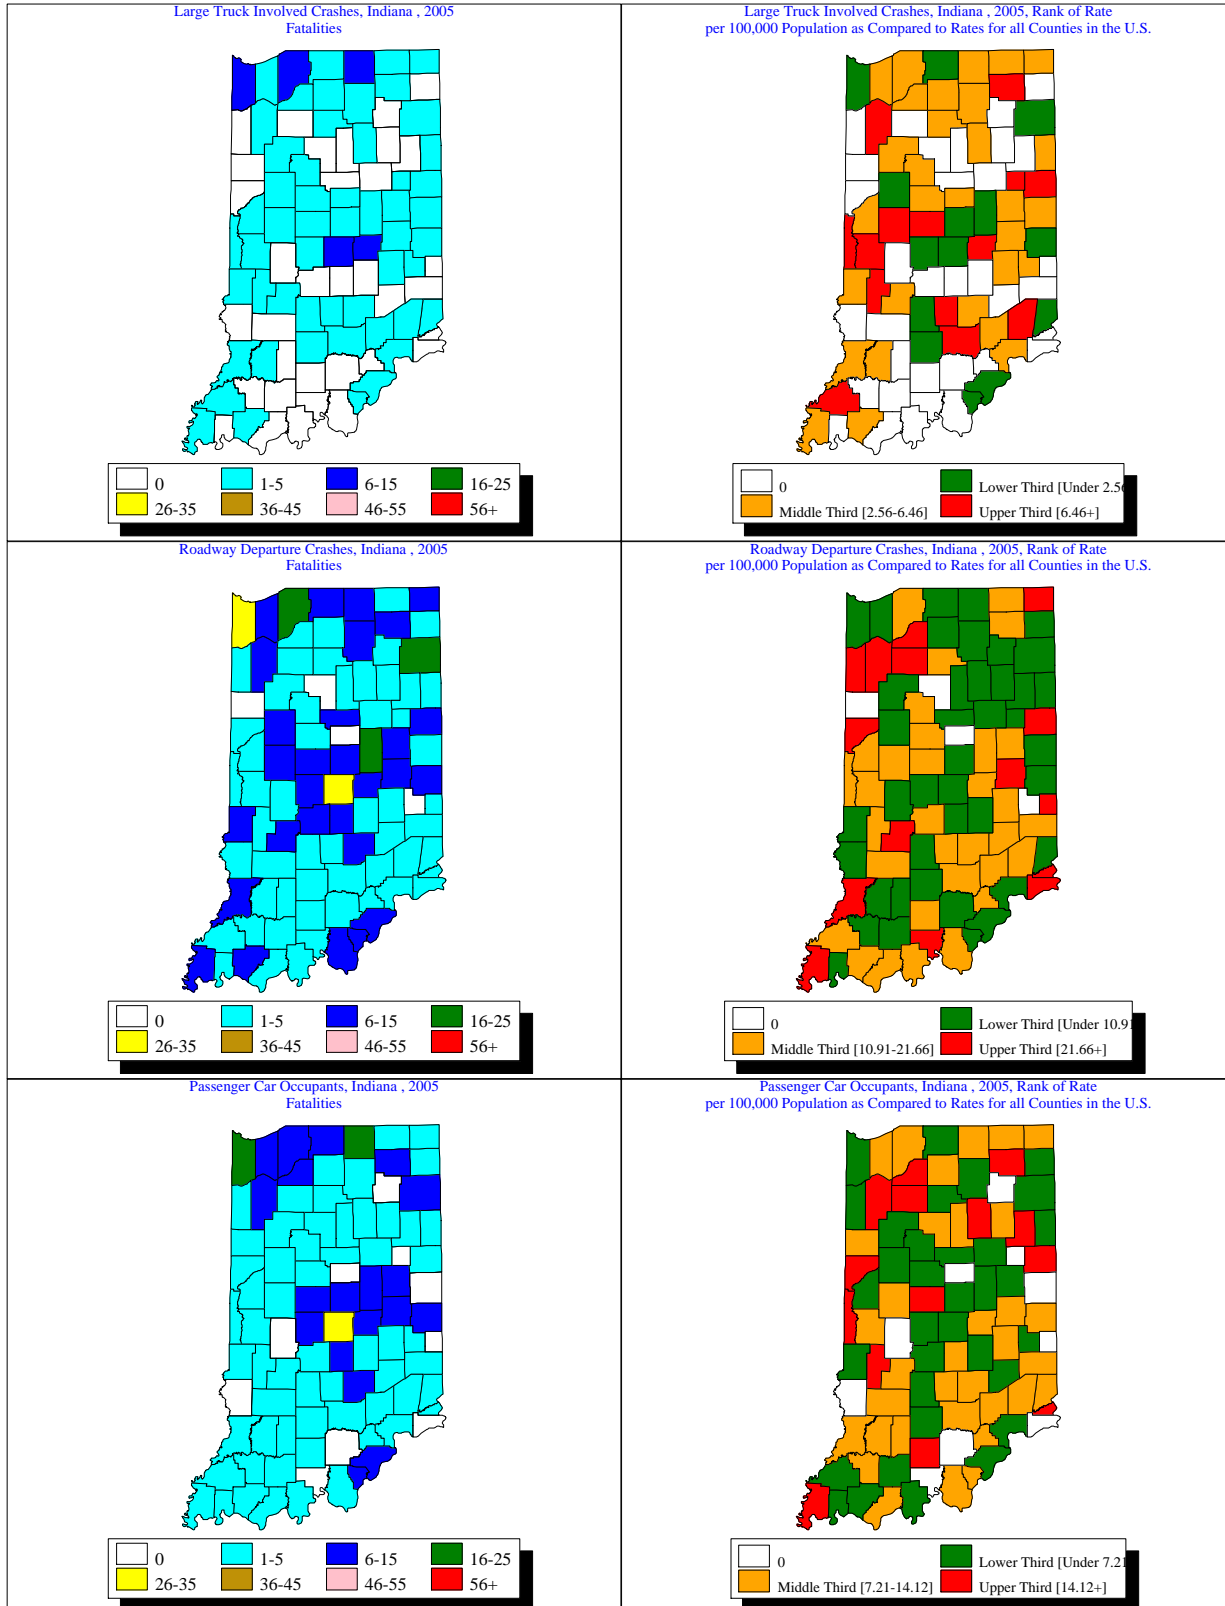 Large Truck Involved Crashes, Indiana , 2005
Fatalities
0
1-5
6-15
16-25
26-35
36-45
46-55
56+
Large Truck Involved Crashes, Indiana , 2005, Rank of Rate
per 100,000 Population as Compared to Rates for all Counties in the U.S.
0
Lower Third [Under 2.56
Middle Third [2.56-6.46]
Upper Third [6.46+]
Roadway Departure Crashes, Indiana , 2005
Fatalities
0
1-5
6-15
16-25
26-35
36-45
46-55
56+
Roadway Departure Crashes, Indiana , 2005, Rank of Rate
per 100,000 Population as Compared to Rates for all Counties in the U.S.
0
Lower Third [Under 10.91
Middle Third [10.91-21.66]
Upper Third [21.66+]
Passenger Car Occupants, Indiana , 2005
Fatalities
0
1-5
6-15
16-25
26-35
36-45
46-55
56+
Passenger Car Occupants, Indiana , 2005, Rank of Rate
per 100,000 Population as Compared to Rates for all Counties in the U.S.
0
Lower Third [Under 7.21
Middle Third [7.21-14.12]
Upper Third [14.12+]